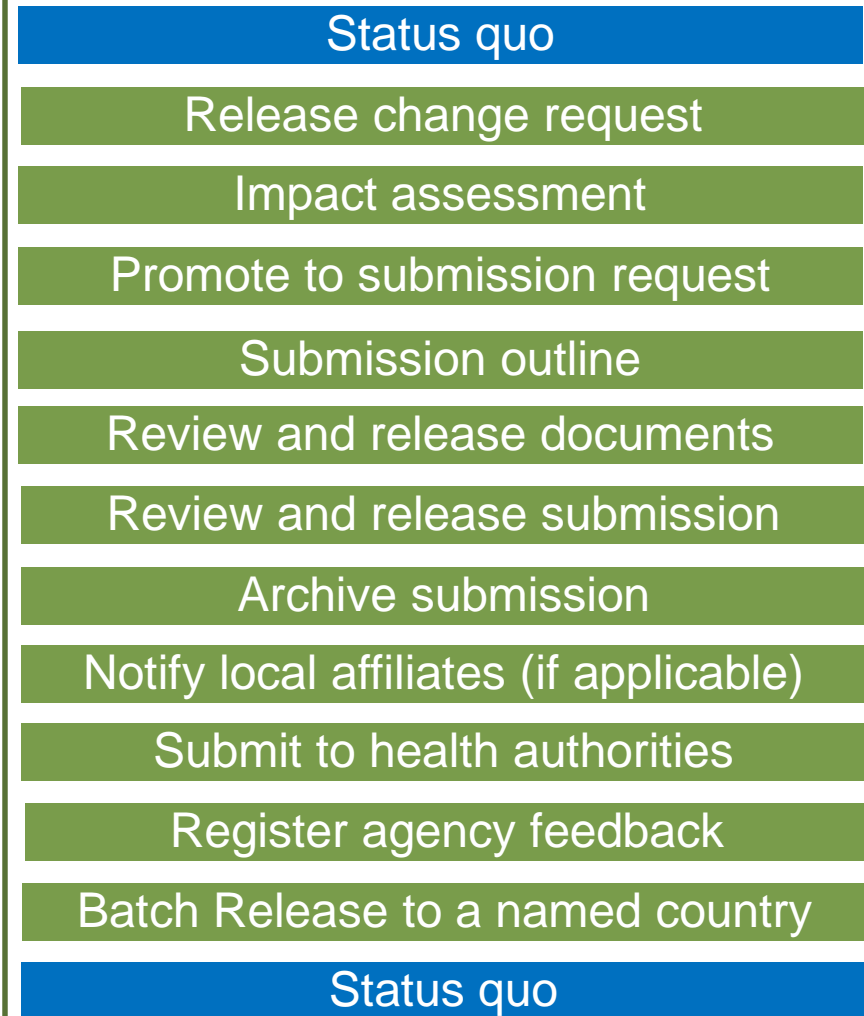 Status quo
Release change request
Impact assessment
Promote to submission request
Submission outline
Review and release documents
Review and release submission
Archive submission
Notify local affiliates (if applicable)
Submit to health authorities
Register agency feedback
Batch Release to a named country
Status quo